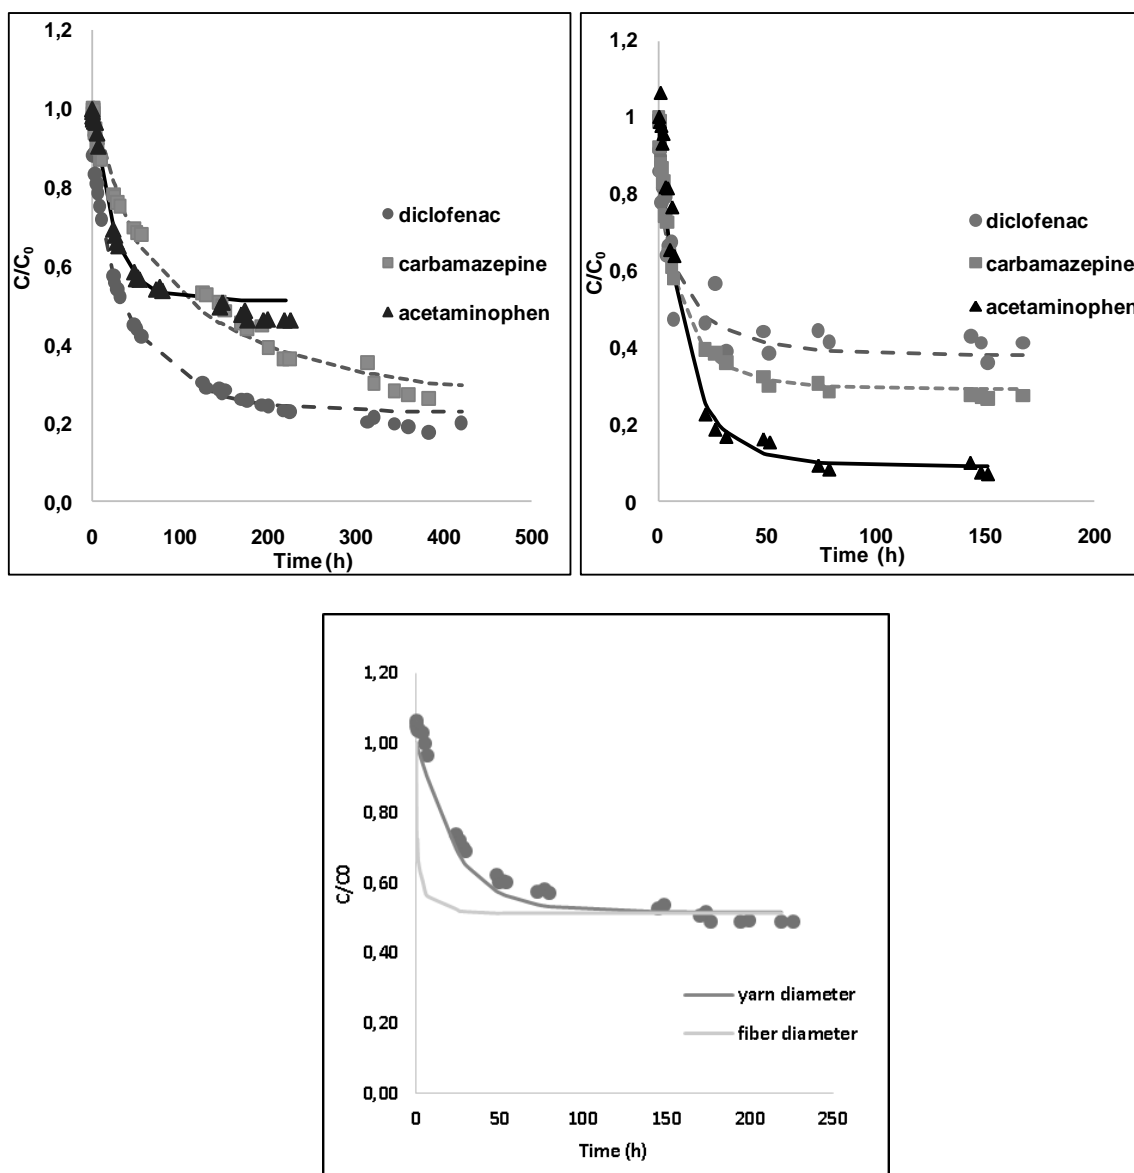 1,2
1,0
0,8
0,6
0,4
0,2
0,0
C/C0
0 100 200 300 400 500
Time (h)
diclofenac
carbamazepine
acetaminophen
1,2
1
0,8
0,6
0,4
0,2
0
C/C0
0 50 100 150 200
Time (h)
diclofenac
carbamazepine
acetaminophen
1,20
1,00
0,80
0,60
0,40
0,20
0,00
C/C0
0 50 100 150 200 250
Time (h)
yarn diameter
fiber diameter